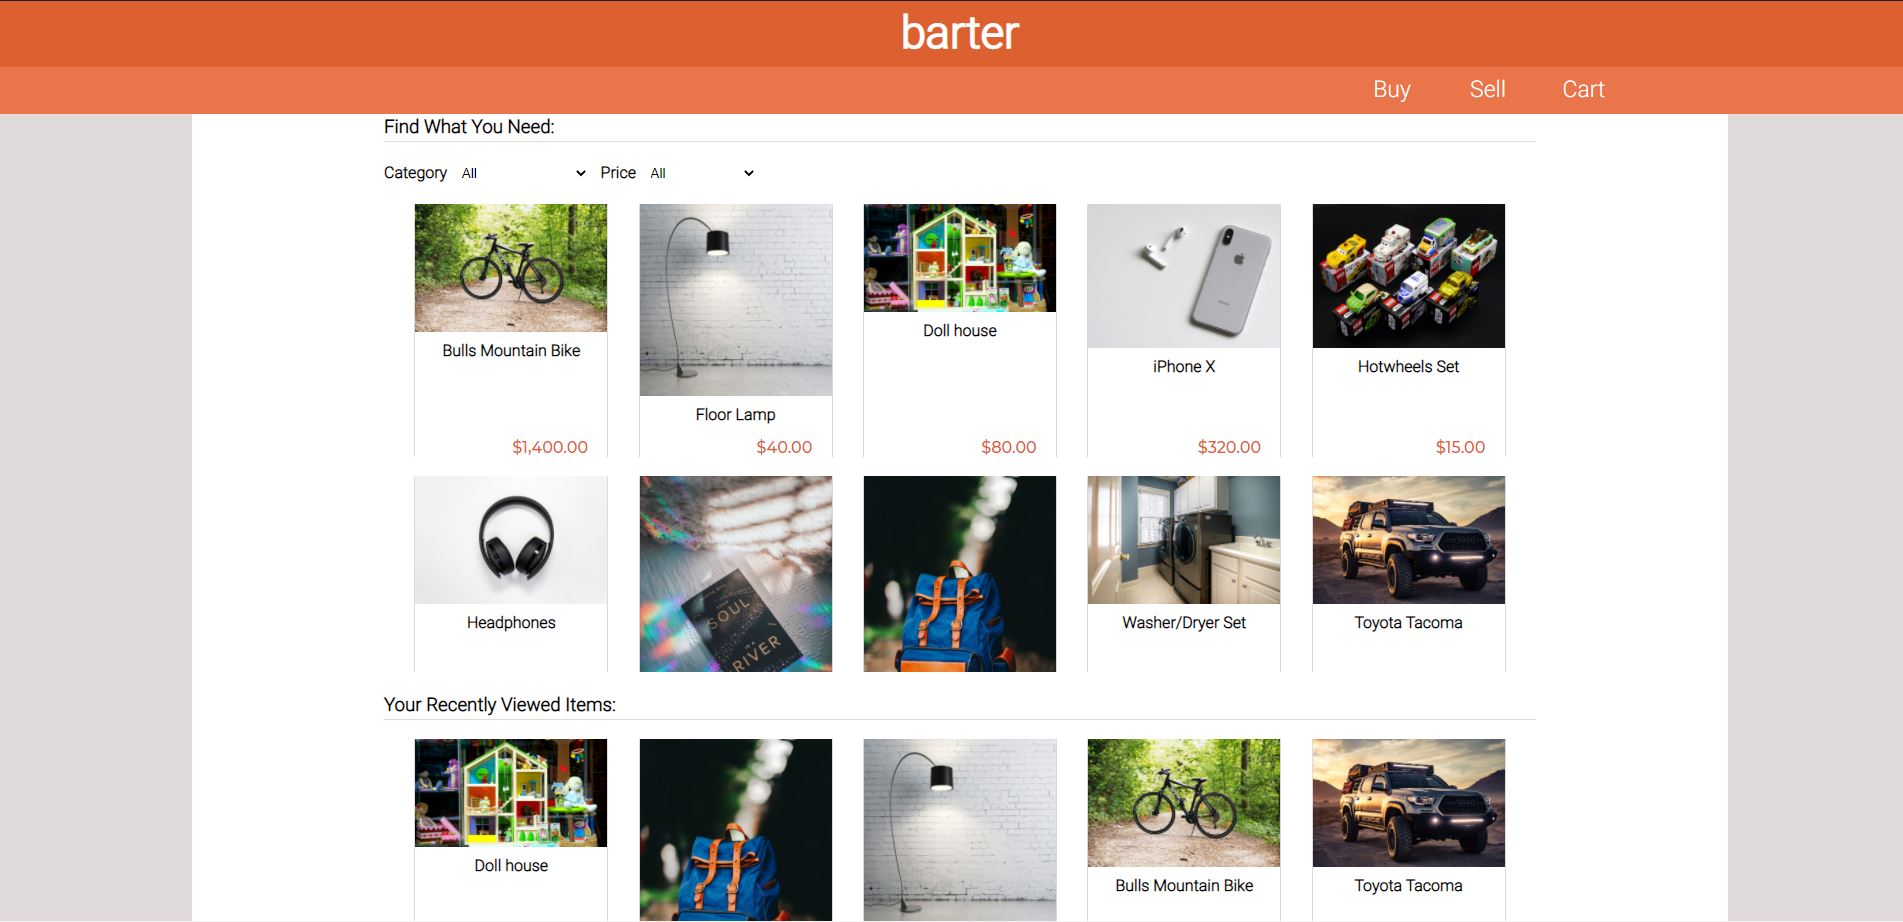 barter
Buy Sell Cart
Find What You Need:
Category All Price All
Bulls Mountain Bike
Floor Lamp
Doll house
iPhone X
Hotwheels Set
$1,400.00 $40.00 $80.00 $320.00 $15.00
Headphones
SOUL
RIVER
Washer/Dryer Set
Toyota Tacoma
Your Recently Viewed Items:
Doll house
Bulls Mountain Bike
Toyota Tacoma